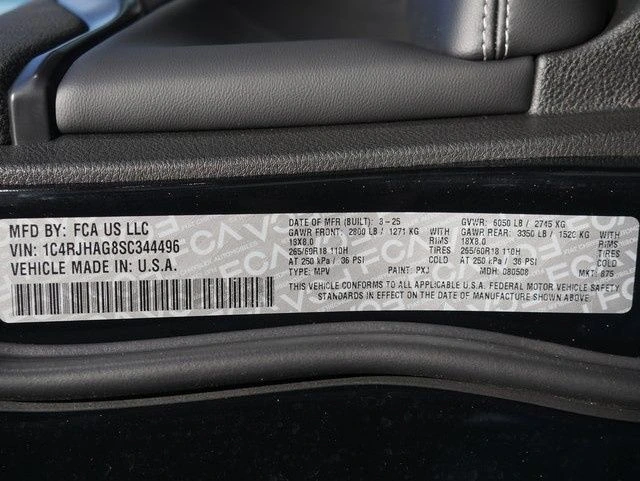 MFD BY: FCA US LLC
VIN: 1C4RJHAG8SC344496
VEHICLE MADE IN: U.S.A.
DATE OF MFR (BUILT): 3-25 GVWR: 6050 LB / 2745 KG
GAWR FRONT: 2800 LB / 1271 KG WITH GAWR REAR: 3350 LB / 1520 KG WITH
18X8.0 RIMS 18X8.0 RIMS
265/60R18 110H TIRES 265/60R18 110H TIRES
AT 250 kPa / 36 PSI COLD AT 250 kPa / 36 PSI COLD
TYPE: MPV PAINT: PXJ MDH: 030508 MKT: 875
THIS VEHICLE CONFORMS TO ALL APPLICABLE U.S.A. FEDERAL MOTOR VEHICLE SAFETY
STANDARDS IN EFFECT ON THE DATE OF MANUFACTURE SHOWN ABOVE.